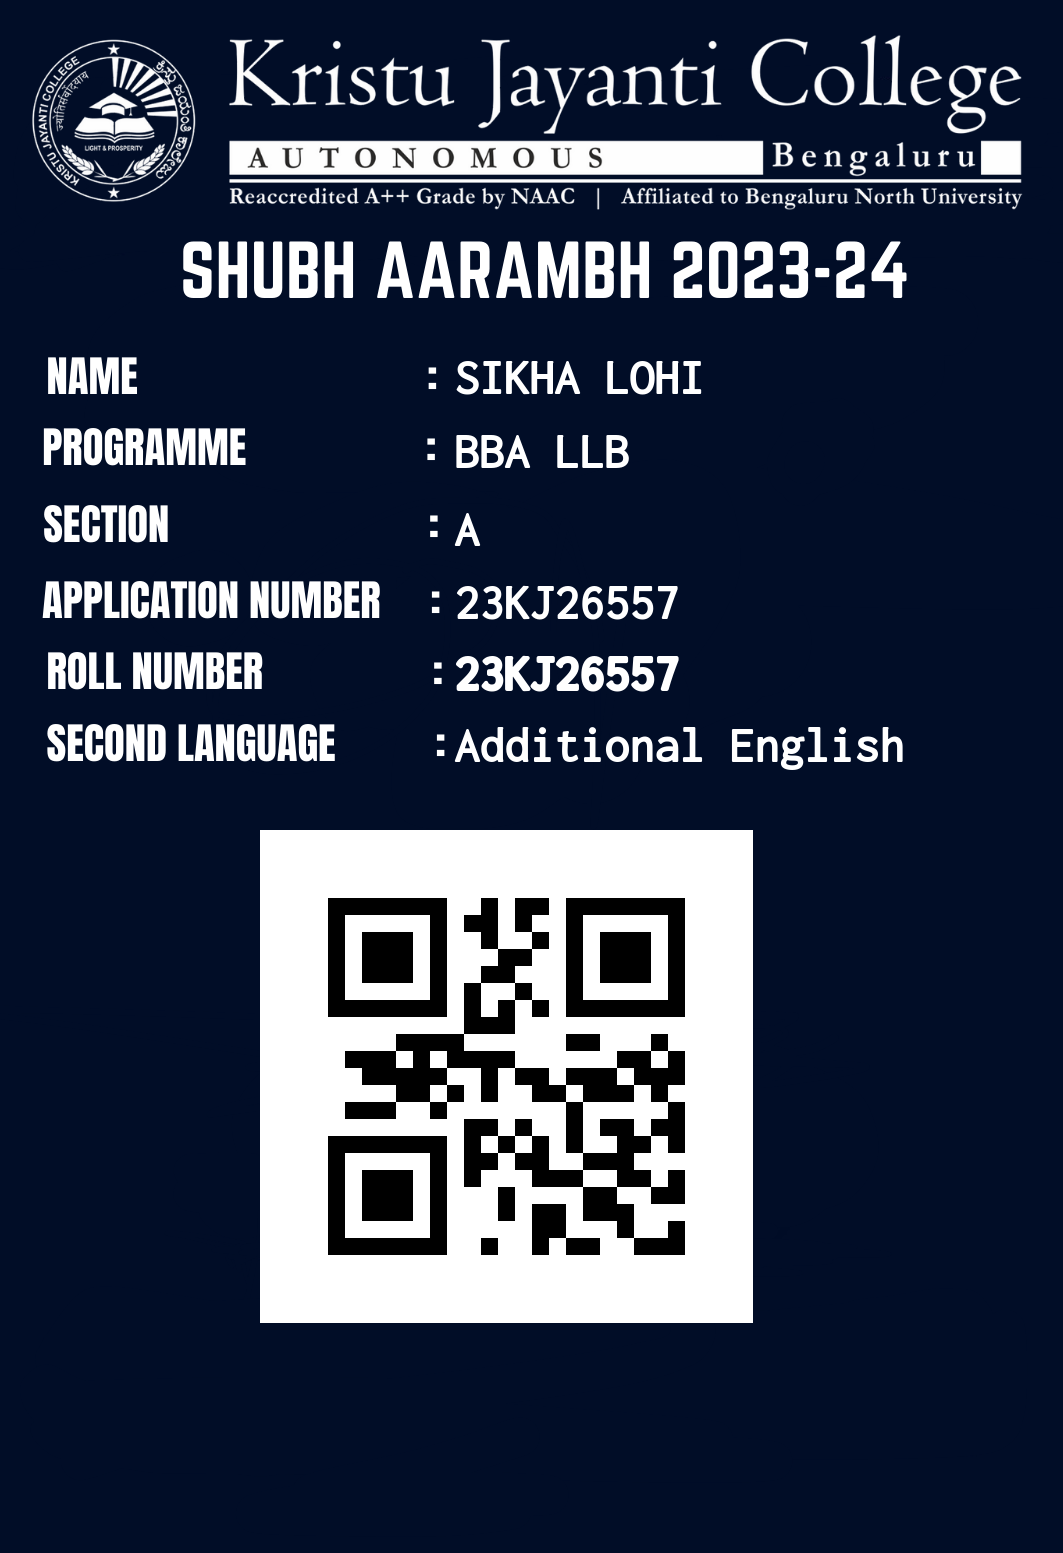 Kristu Jayanti College
AUTONOMOUS Bengaluru
Reaccredited A++ Grade by NAAC | Affiliated to Bengaluru North University
KRISTU JAYANTI COLLEGE
LIGHT & PROSPERITY
SHUBH AARAMBH 2023-24
NAME : SIKHA LOHI
PROGRAMME : BBA LLB
SECTION : A
APPLICATION NUMBER : 23KJ26557
ROLL NUMBER : 23KJ26557
SECOND LANGUAGE :Additional English